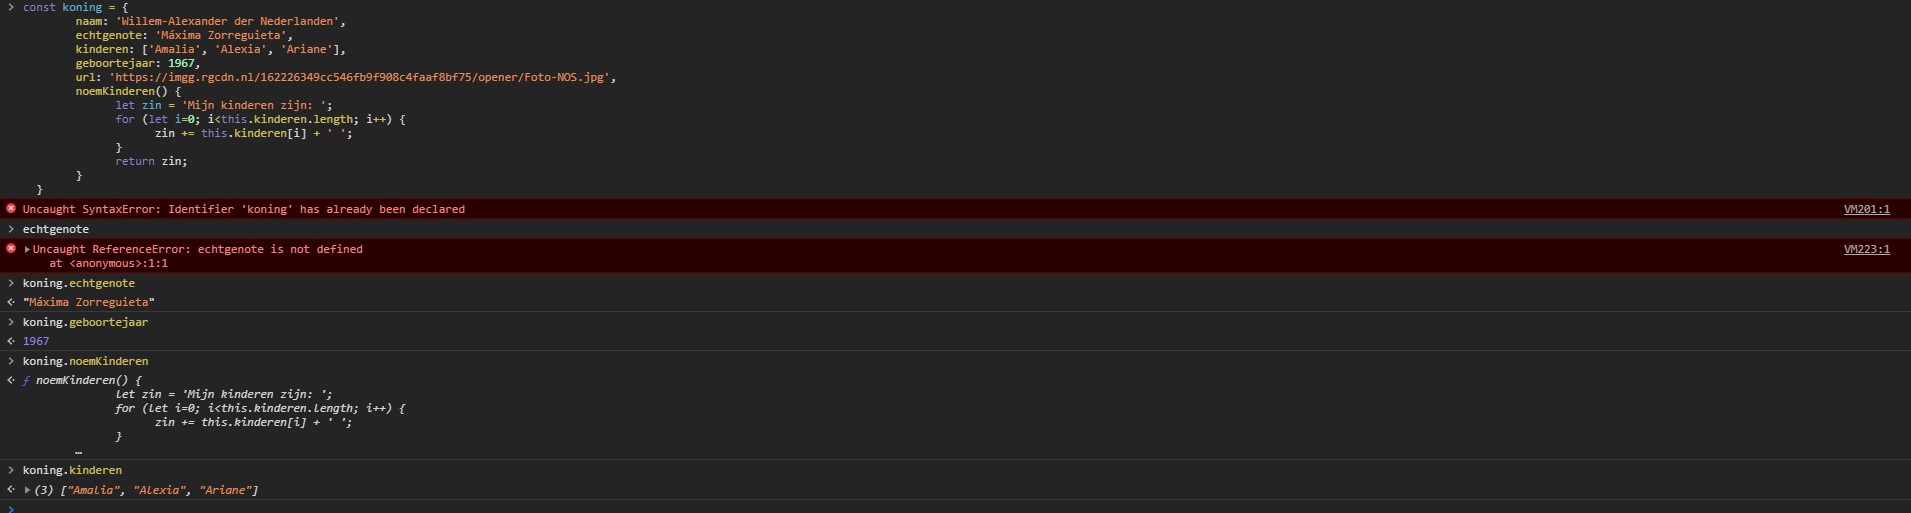 > const koning = {
naam: 'Willem-Alexander der Nederlanden',
echtgenote: 'Máxima Zorreguieta',
kinderen: ['Amalia', 'Alexia', 'Ariane'],
geboortejaar: 1967,
url: 'https://imgg.rgcdn.nl/162226349cc546fb9f908c4faaf8bf75/opener/Foto-NOS.jpg',
noemKinderen() {
let zin = 'Mijn kinderen zijn: ';
for (let i=0; i<this.kinderen.length; i++) {
zin += this.kinderen[i] + ' ';
}
return zin;
}
}
Uncaught SyntaxError: Identifier 'koning' has already been declared VM201:1
> echtgenote
Uncaught ReferenceError: echtgenote is not defined VM223:1
at <anonymous>:1:1
> koning.echtgenote
"Máxima Zorreguieta"
> koning.geboortejaar
1967
> koning.noemKinderen
ƒ noemKinderen() {
let zin = 'Mijn kinderen zijn: ';
for (let i=0; i<this.kinderen.length; i++) {
zin += this.kinderen[i] + ' ';
}
…
> koning.kinderen
(3) ["Amalia", "Alexia", "Ariane"]
>